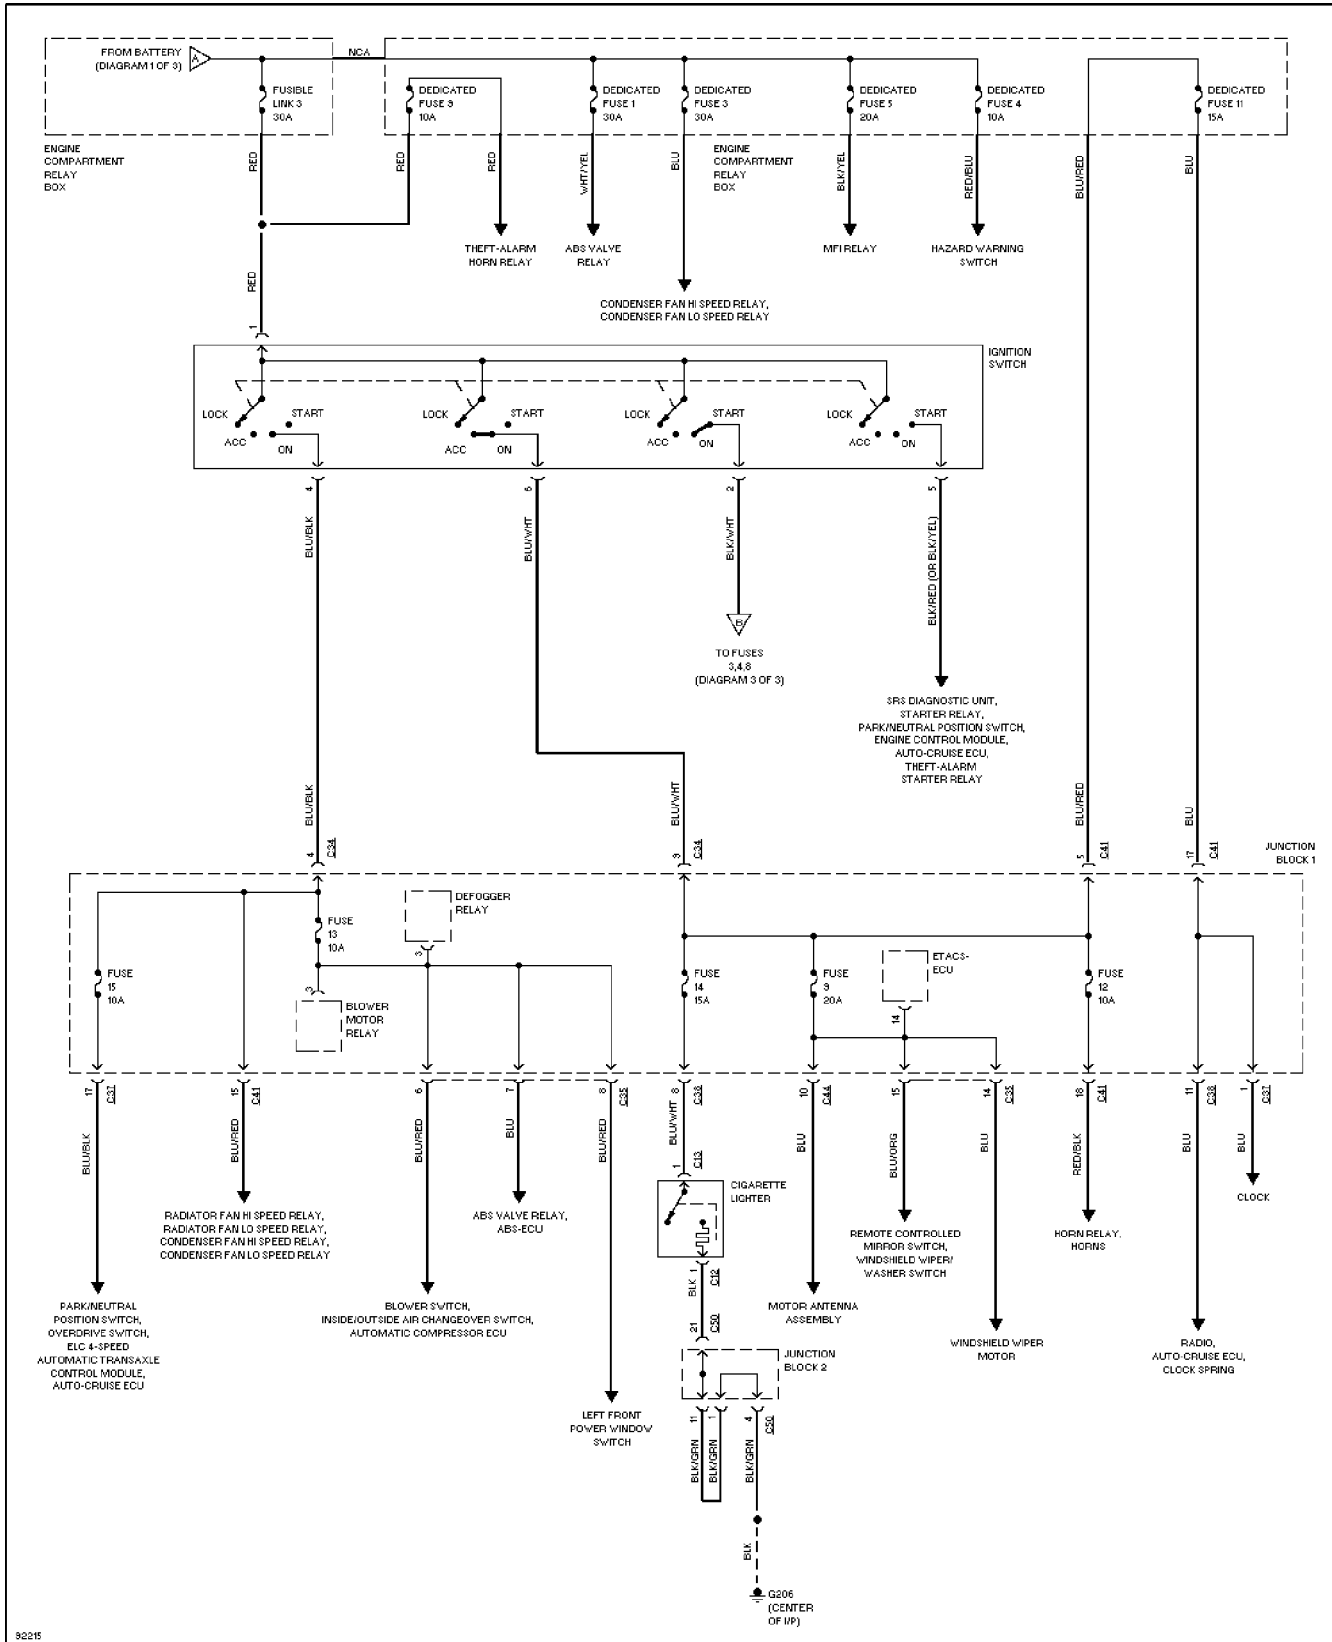 FROM BATTERY
(DIAGRAM 1 OF 3)
A
NCA
FUSIBLE
LINK 3
30A
DEDICATED
FUSE 9
10A
DEDICATED
FUSE 1
30A
DEDICATED
FUSE 3
30A
DEDICATED
FUSE 5
20A
DEDICATED
FUSE 4
10A
DEDICATED
FUSE 11
15A
ENGINE
COMPARTMENT
RELAY
BOX
RED
RED
RED
WHT/YEL
BLU
ENGINE
COMPARTMENT
RELAY
BOX
BLK/YEL
RED/BLU
BLU/RED
BLU
THEFT-ALARM
HORN RELAY
ABS VALVE
RELAY
MFI RELAY
HAZARD WARNING
SWITCH
RED
CONDENSER FAN HI SPEED RELAY,
CONDENSER FAN LO SPEED RELAY
1
IGNITION
SWITCH
LOCK
START
ACC
ON
LOCK
START
ACC
ON
LOCK
START
ACC
ON
LOCK
START
ACC
ON
4
6
2
5
BLU/BLK
BLU/WHT
BLK/WHT
BLK/RED (OR BLK/YEL)
B
TO FUSES
3,4,8
(DIAGRAM 3 OF 3)
SRS DIAGNOSTIC UNIT,
STARTER RELAY,
PARK/NEUTRAL POSITION SWITCH,
ENGINE CONTROL MODULE,
AUTO-CRUISE ECU,
THEFT-ALARM
STARTER RELAY
BLU/BLK
BLU/WHT
BLU/RED
BLU
4
C34
9
C34
5
C41
17
C41
JUNCTION
BLOCK 1
FUSE
13
10A
DEFOGGER
RELAY
3
ETACS-
ECU
14
FUSE
15
10A
3
BLOWER
MOTOR
RELAY
FUSE
14
15A
FUSE
9
20A
FUSE
12
10A
17
C37
15
C41
6
7
8
C35
8
C36
10
C44
15
14
C35
18
C41
11
C38
1
C37
BLU/BLK
BLU/RED
BLU/RED
BLU
BLU/RED
BLU/WHT
BLU
BLU/ORG
BLU
RED/BLK
BLU
BLU
1
C13
CIGARETTE
LIGHTER
CLOCK
RADIATOR FAN HI SPEED RELAY,
RADIATOR FAN LO SPEED RELAY,
CONDENSER FAN HI SPEED RELAY,
CONDENSER FAN LO SPEED RELAY
ABS VALVE RELAY,
ABS-ECU
REMOTE CONTROLLED
MIRROR SWITCH,
WINDSHIELD WIPER/
WASHER SWITCH
HORN RELAY,
HORNS
BLK
1
C12
PARK/NEUTRAL
POSITION SWITCH,
OVERDRIVE SWITCH,
ELC 4-SPEED
AUTOMATIC TRANSAXLE
CONTROL MODULE,
AUTO-CRUISE ECU
BLOWER SWITCH,
INSIDE/OUTSIDE AIR CHANGEOVER SWITCH,
AUTOMATIC COMPRESSOR ECU
MOTOR ANTENNA
ASSEMBLY
21
C50
WINDSHIELD WIPER
MOTOR
RADIO,
AUTO-CRUISE ECU,
CLOCK SPRING
JUNCTION
BLOCK 2
LEFT FRONT
POWER WINDOW
SWITCH
11
1
4
C50
BLK/GRN
BLK/GRN
BLK/GRN
BLK
G206
(CENTER
OF I/P)
92215